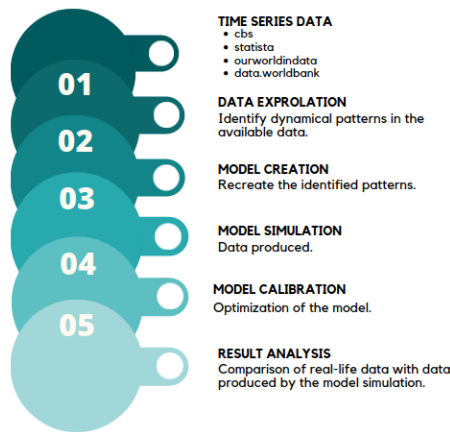 TIME SERIES DATA
• cbs
• statista
• ourworldindata
• data.worldbank
01
DATA EXPROLATION
Identify dynamical patterns in the
available data.
02
MODEL CREATION
Recreate the identified patterns.
03
MODEL SIMULATION
Data produced.
04
MODEL CALIBRATION
Optimization of the model.
05
RESULT ANALYSIS
Comparison of real-life data with data
produced by the model simulation.